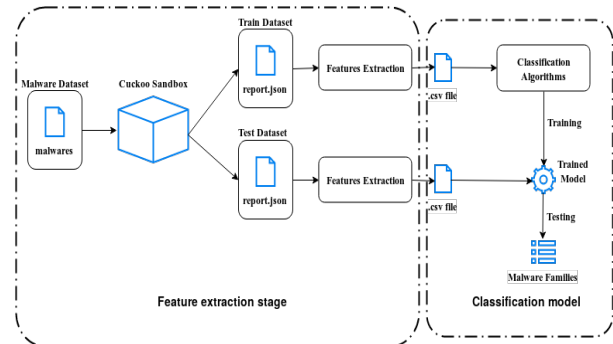 Train Dataset
report.json
Features Extraction
.csv file
Classification
Algorithms
Malware Dataset
malwares
Cuckoo Sandbox
Training
Test Dataset
report.json
Features Extraction
.csv file
Trained
Model
Testing
Malware Families
Feature extraction stage
Classification model